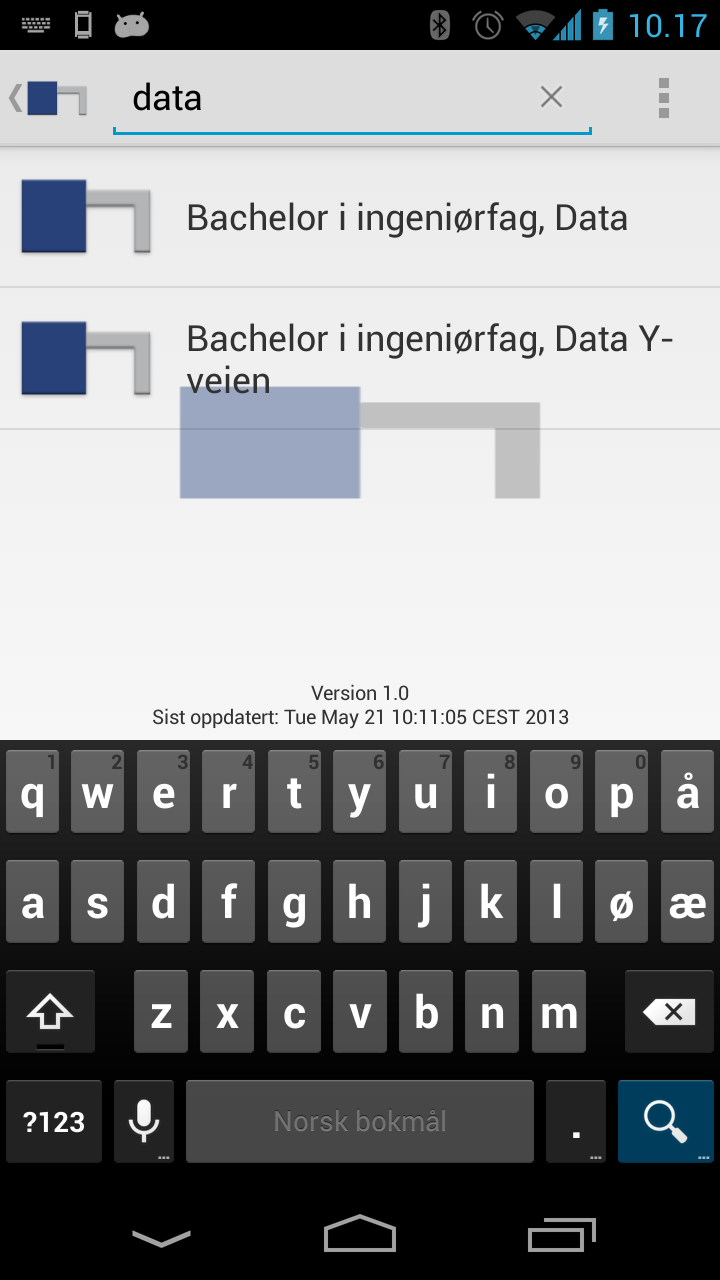 10.17
data
Bachelor i ingeniørfag, Data
Bachelor i ingeniørfag, Data Y-
veien
Version 1.0
Sist oppdatert: Tue May 21 10:11:05 CEST 2013
1 2 3 4 5 6 7 8 9 0
q w e r t y u i o p å
a s d f g h j k l ø æ
z x c v b n m
?123 ... Norsk bokmål . ... ...